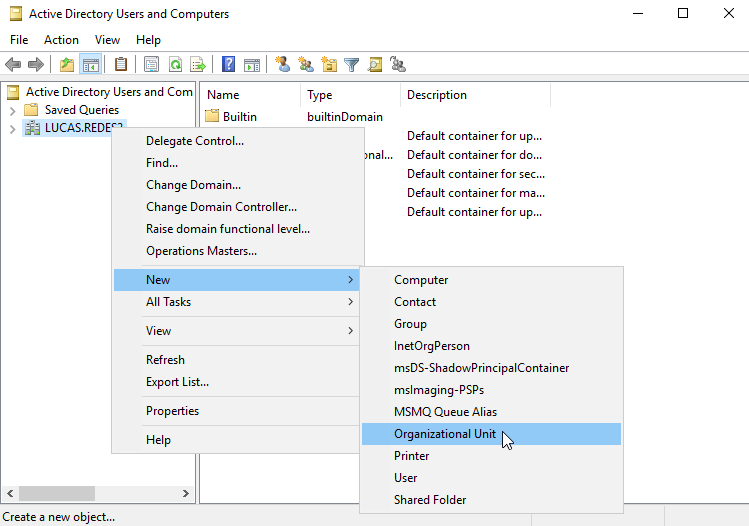 Active Directory Users and Computers
File Action View Help
Active Directory Users and Com
Saved Queries
LUCAS.REDES2
Name Type Description
Builtin builtinDomain
Default container for up...
onal... Default container for do...
Default container for sec...
Default container for ma...
Default container for up...
Delegate Control...
Find...
Change Domain...
Change Domain Controller...
Raise domain functional level...
Operations Masters...
New
All Tasks
View
Refresh
Export List...
Properties
Help
Computer
Contact
Group
InetOrgPerson
msDS-ShadowPrincipalContainer
msImaging-PSPs
MSMQ Queue Alias
Organizational Unit
Printer
User
Shared Folder
Create a new object...